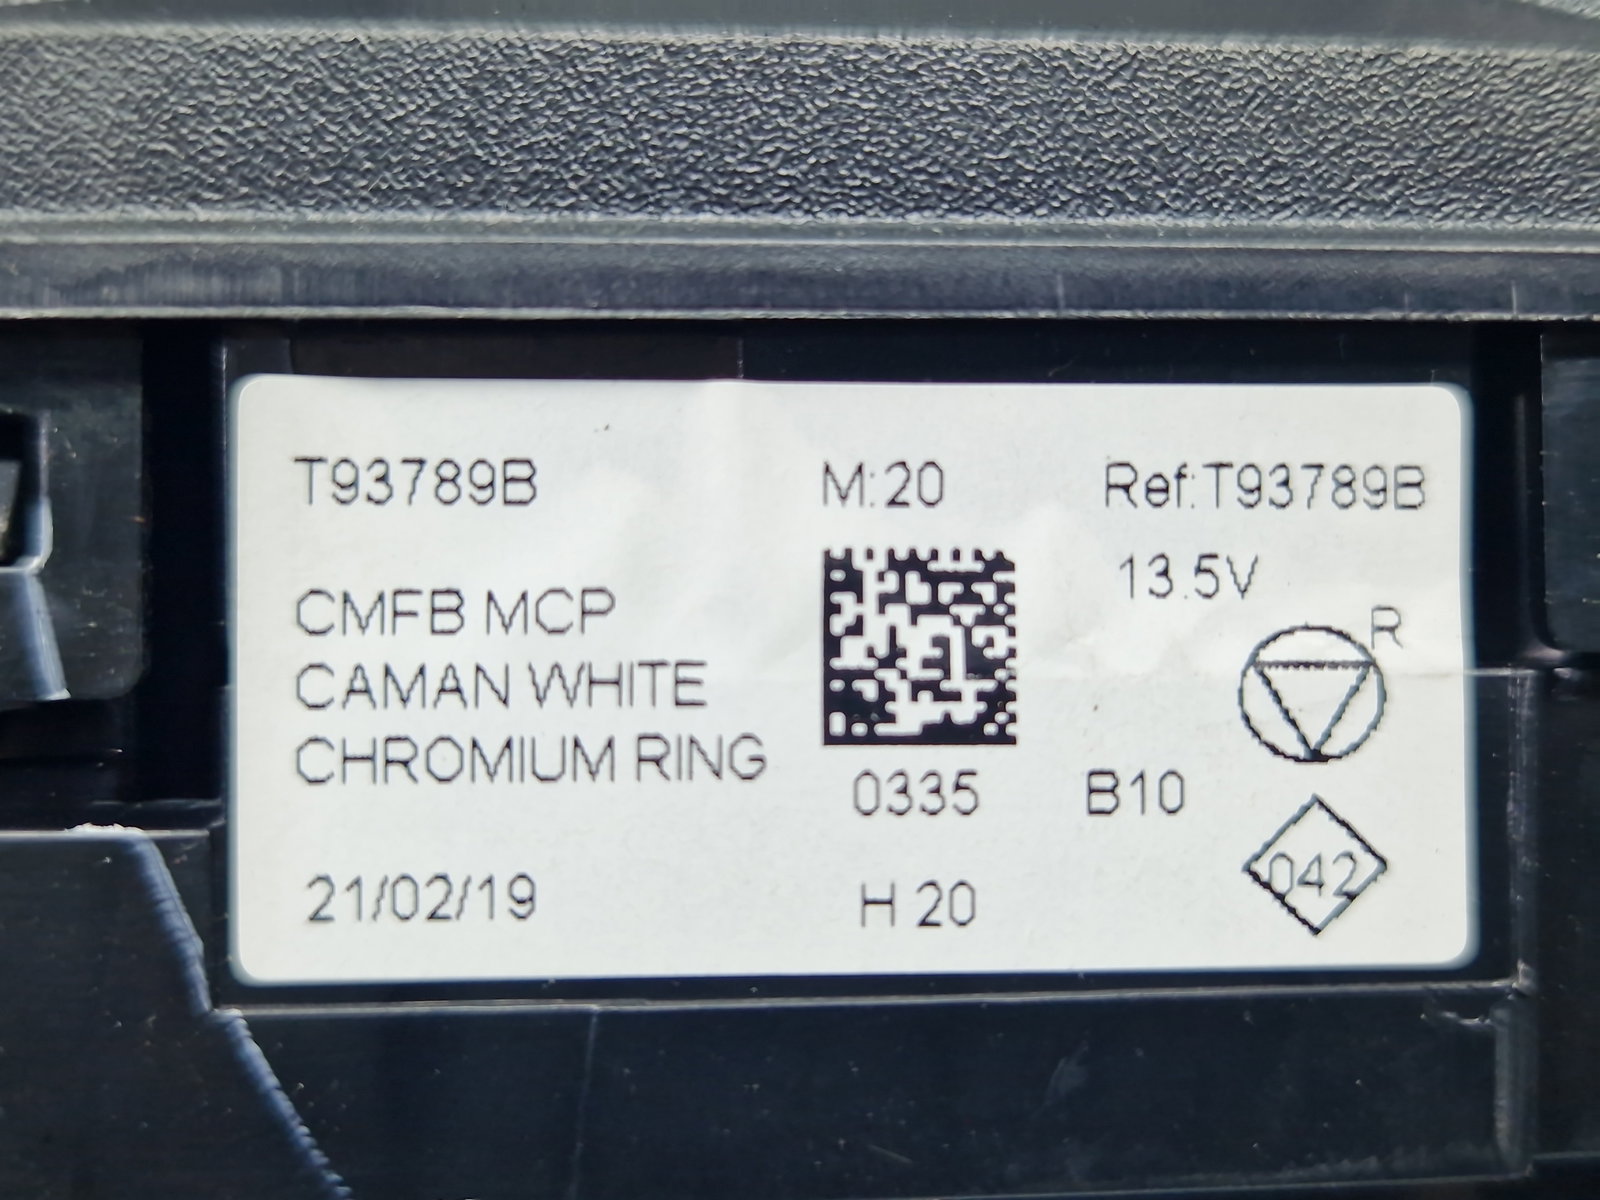 T93789B M:20 Ref:T93789B
13.5V
R
CMFB MCP
CAMAN WHITE
CHROMIUM RING
0335 B10
042
21/02/19 H 20